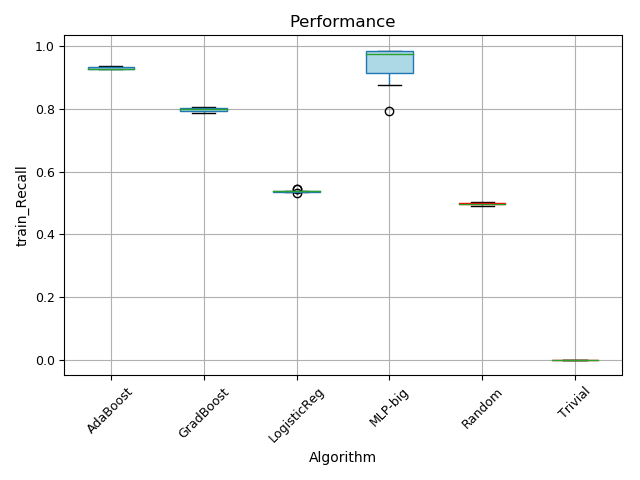 Performance
train_Recall
1.0
0.8
0.6
0.4
0.2
0.0
AdaBoost
GradBoost
LogisticReg
MLP-big
Random
Trivial
Algorithm